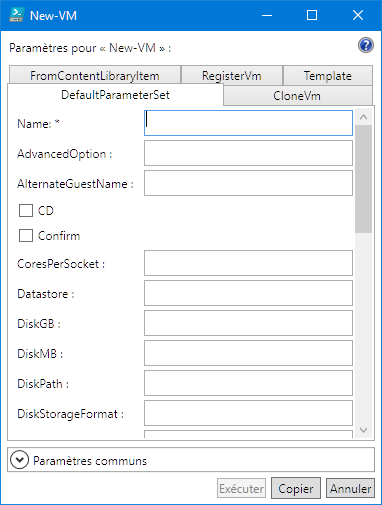 New-VM
Paramètres pour « New-VM » :
FromContentLibraryItem RegisterVm Template
DefaultParameterSet CloneVm
Name: *
AdvancedOption :
AlternateGuestName :
CD
Confirm
CoresPerSocket :
Datastore :
DiskGB :
DiskMB :
DiskPath :
DiskStorageFormat :
Paramètres communs
Exécuter Copier Annuler